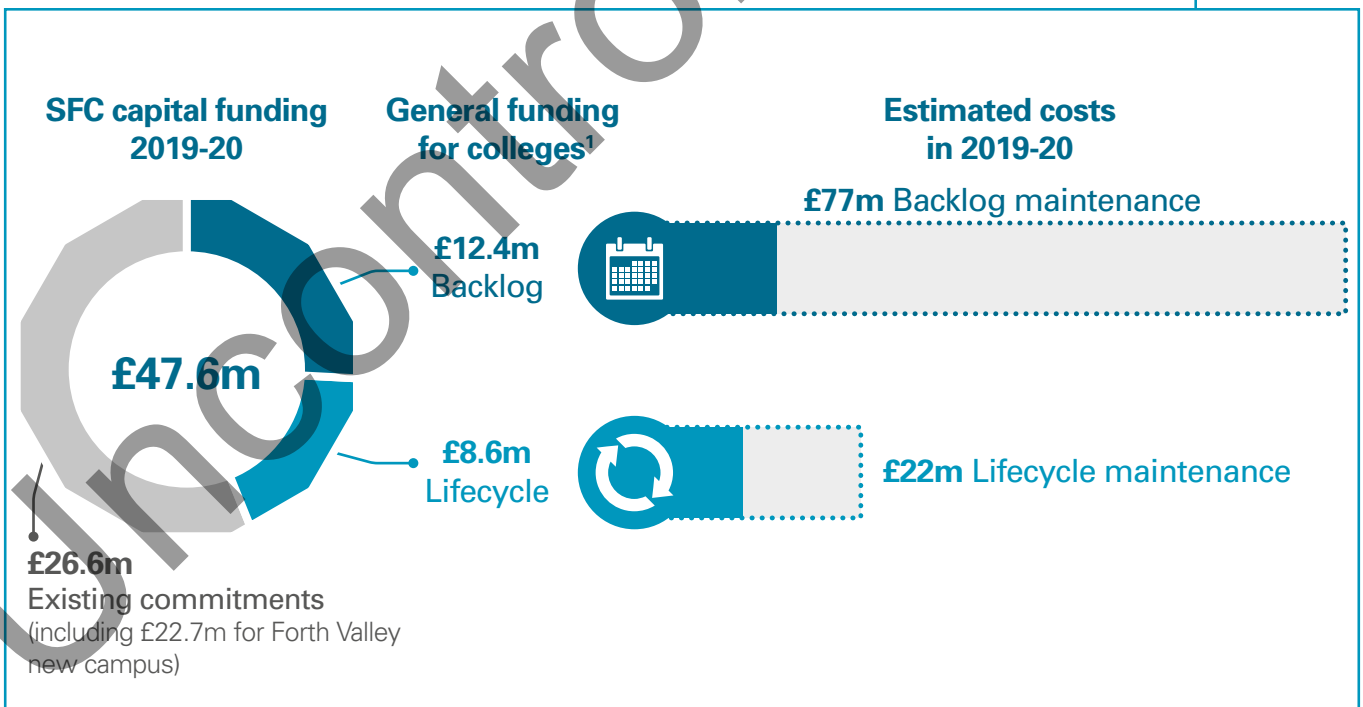 SFC capital funding
2019-20
General funding
for colleges¹
Estimated costs
in 2019-20
£77m Backlog maintenance
£12.4m
Backlog
£47.6m
£8.6m
Lifecycle
£22m Lifecycle maintenance
£26.6m
Existing commitments
(including £22.7m for Forth Valley
new campus)
Uncontro